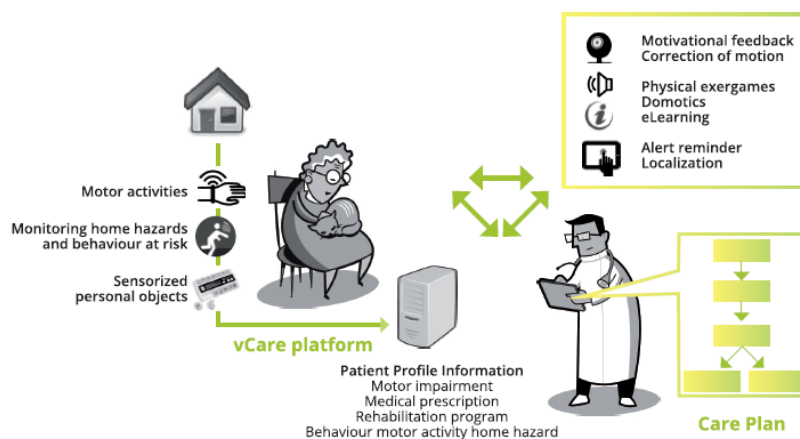 Motivational feedback
Correction of motion
Physical exergames
Domotics
eLearning
Alert reminder
Localization
Motor activities
Monitoring home hazards
and behaviour at risk
Sensorized
personal objects
vCare platform
Patient Profile Information
Motor impairment
Medical prescription
Rehabilitation program
Behaviour motor activity home hazard
Care Plan